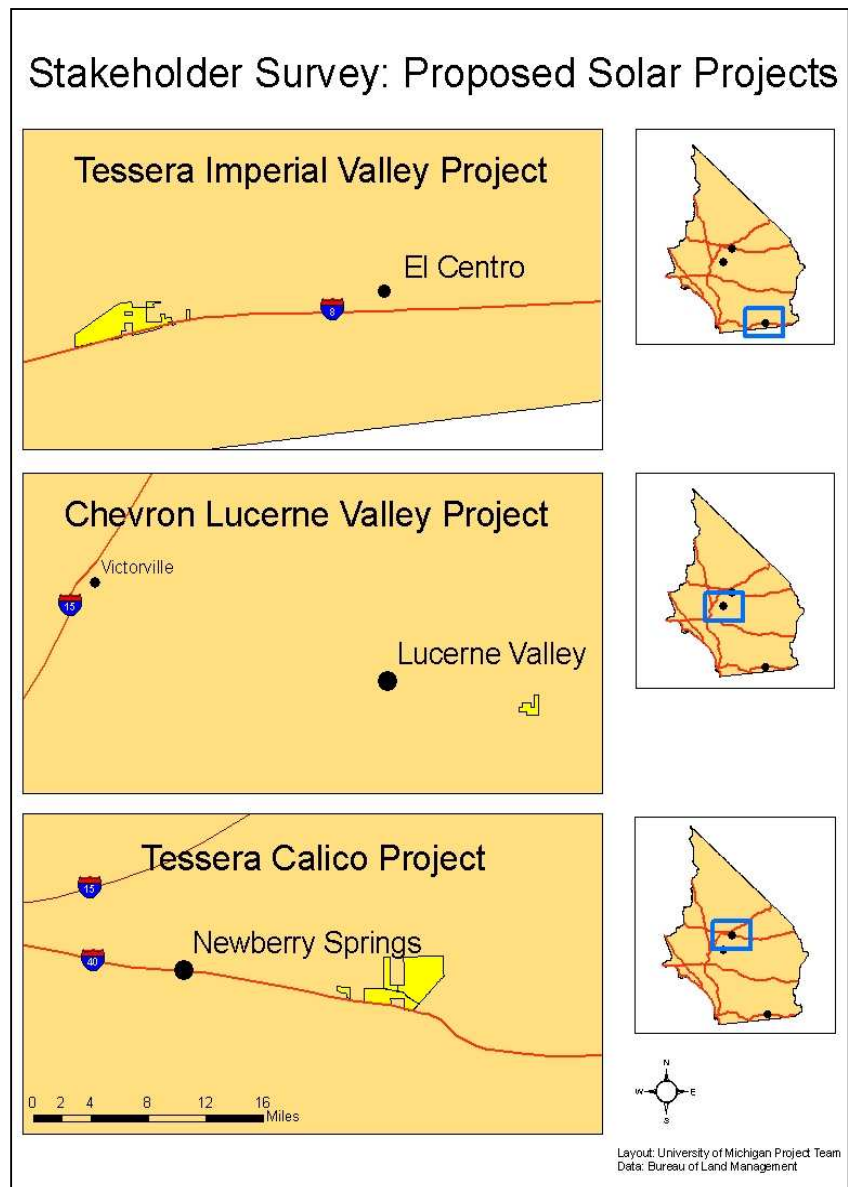 Stakeholder Survey: Proposed Solar Projects
Tessera Imperial Valley Project
El Centro
8
Chevron Lucerne Valley Project
Victorville
15
Lucerne Valley
Tessera Calico Project
15
Newberry Springs
40
0 2 4 8 12 16
Miles
N
W E
S
Layout: University of Michigan Project Team
Data: Bureau of Land Management